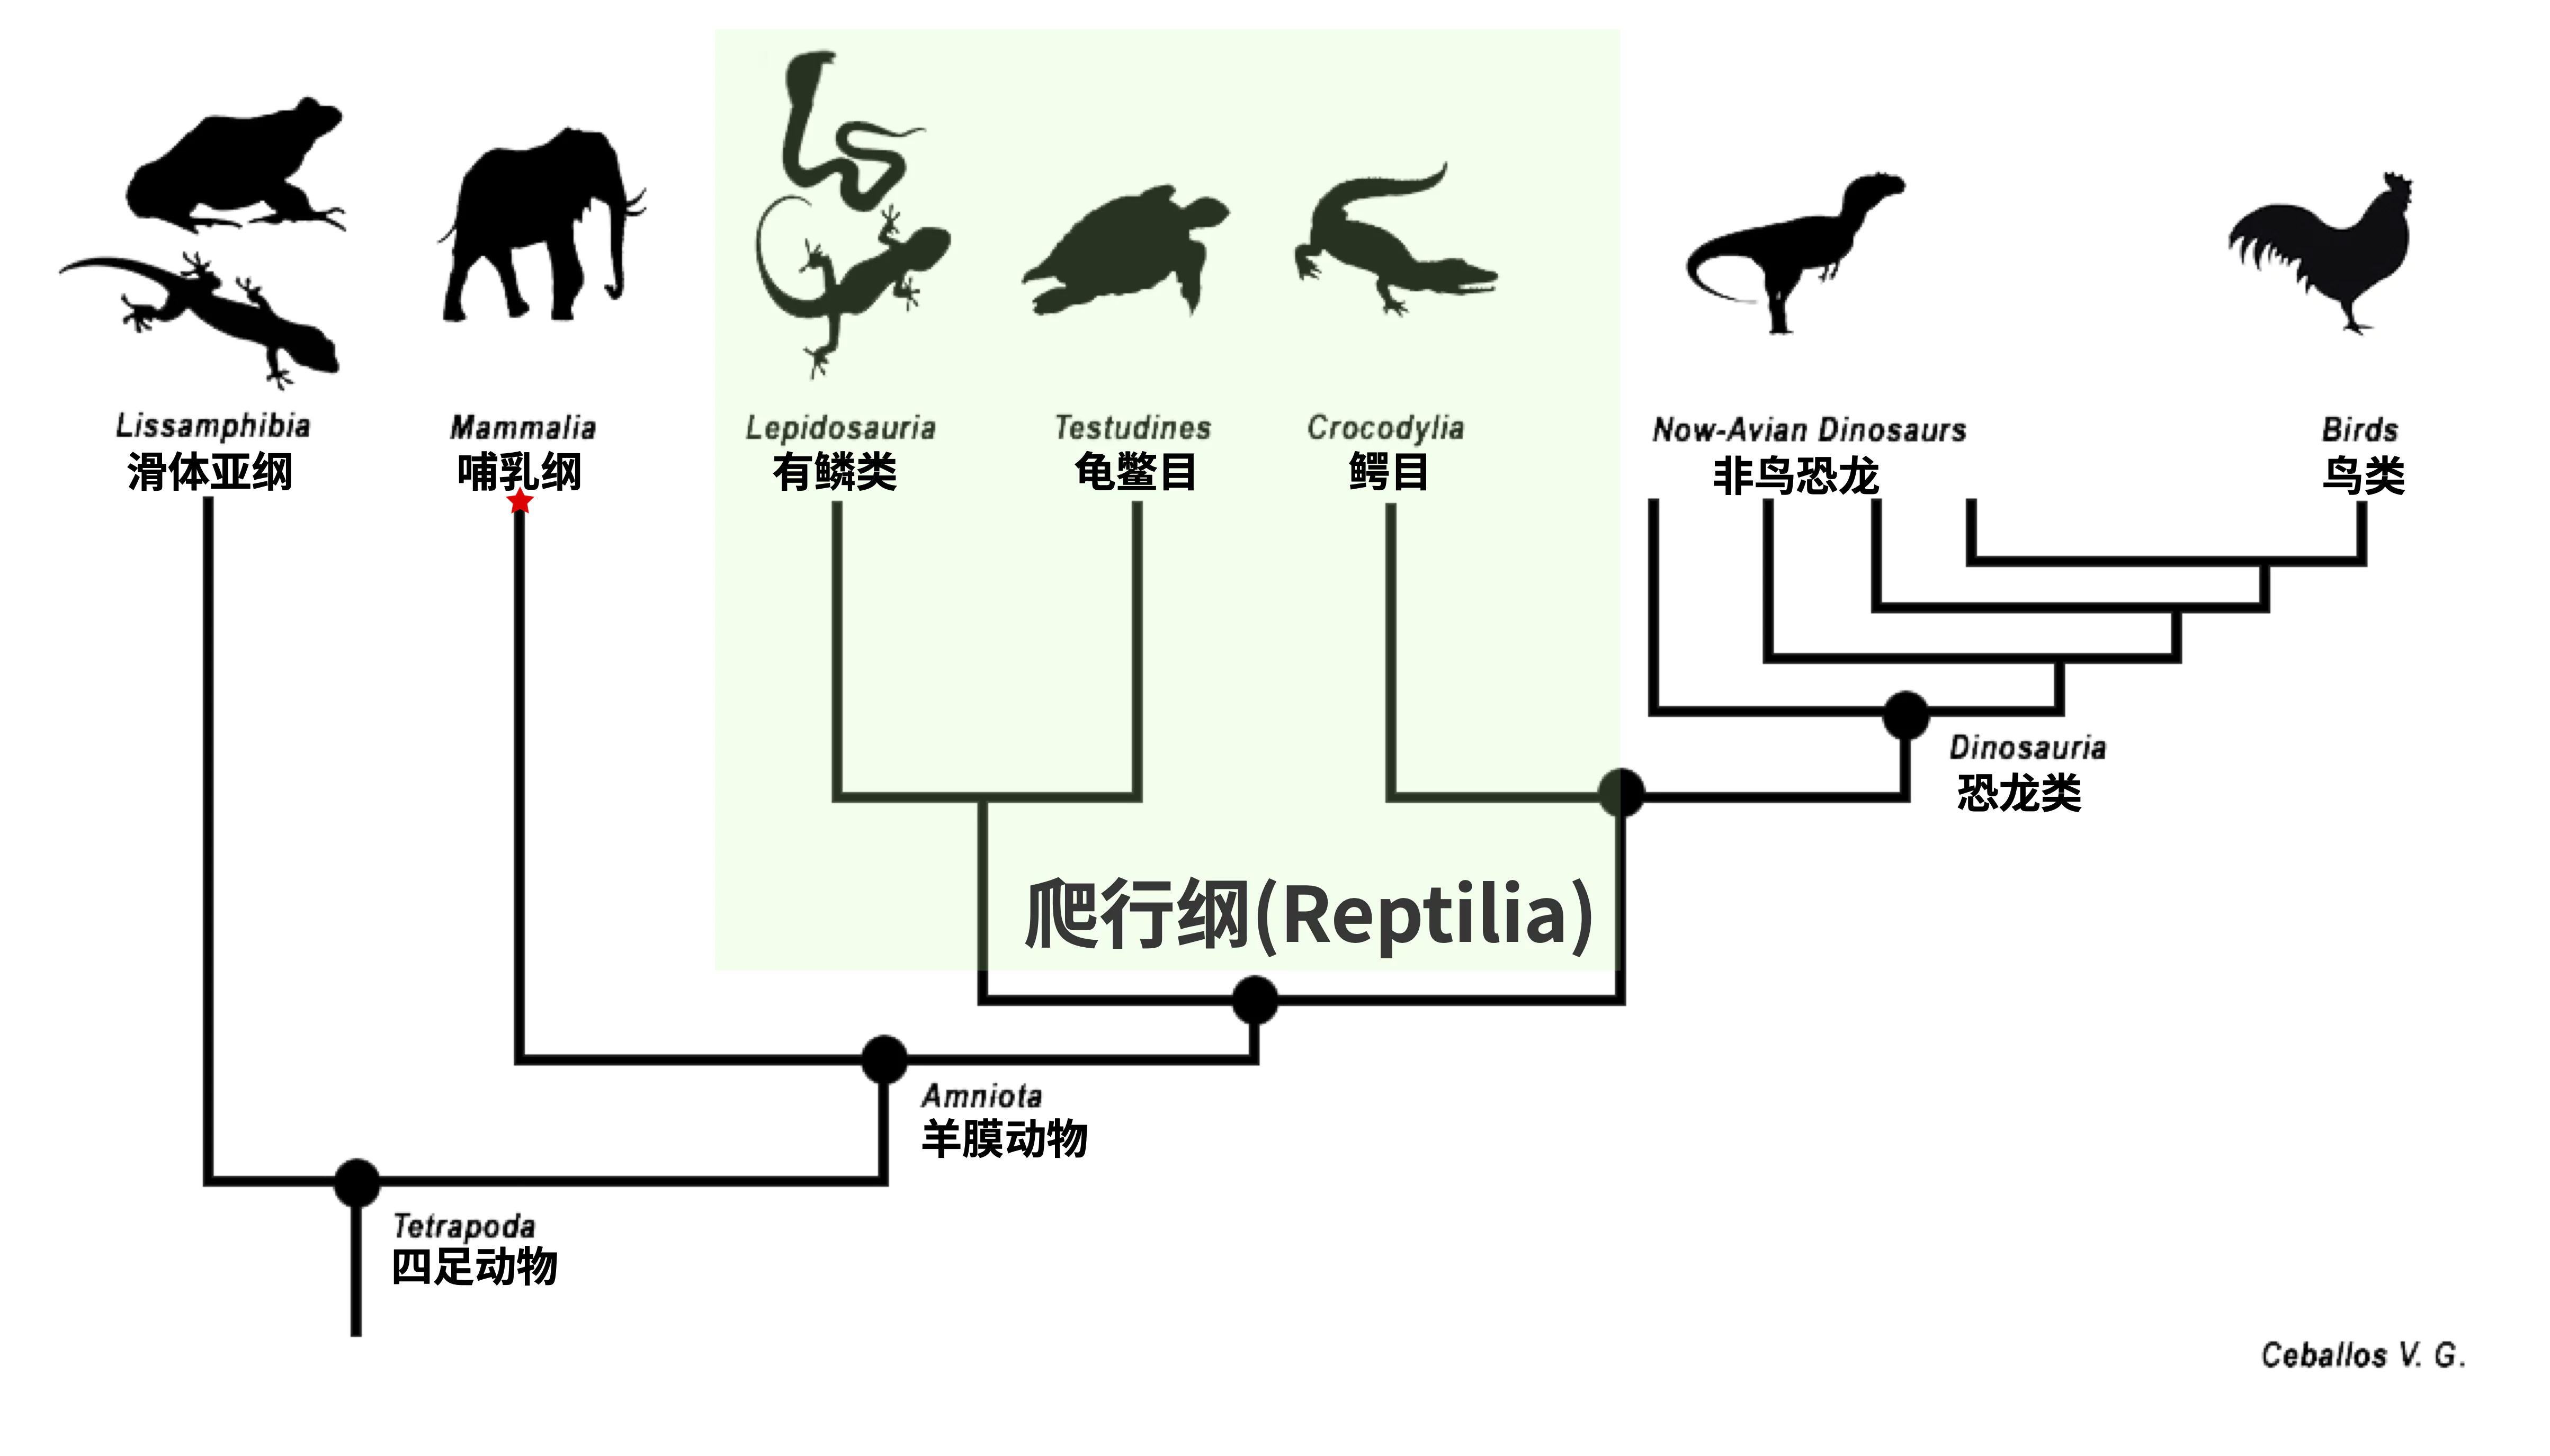 Lissamphibia
滑体亚纲
Mammalia
哺乳纲
Lepidosauria
有鳞类
Testudines
龟鳖目
Crocodylia
鳄目
Now-Avian Dinosaurs
非鸟恐龙
Birds
鸟类
Dinosauria
恐龙类
爬行纲(Reptilia)
Amniota
羊膜动物
Tetrapoda
四足动物
Ceballos V. G.